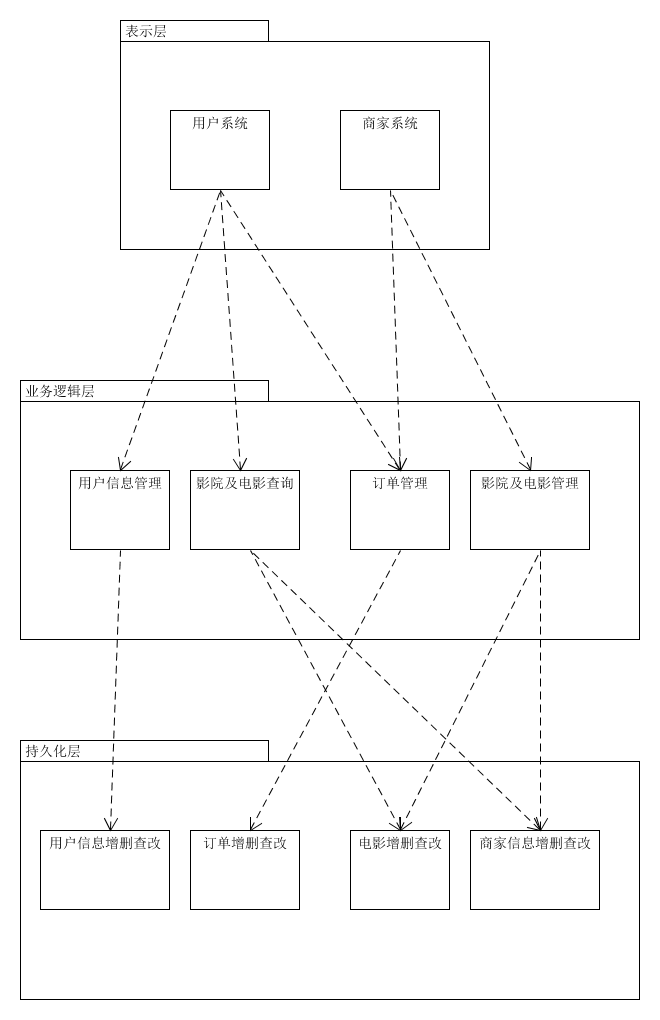 表示层
用户系统
商家系统
业务逻辑层
用户信息管理
影院及电影查询
订单管理
影院及电影管理
持久化层
用户信息增删查改
订单增删查改
电影增删查改
商家信息增删查改